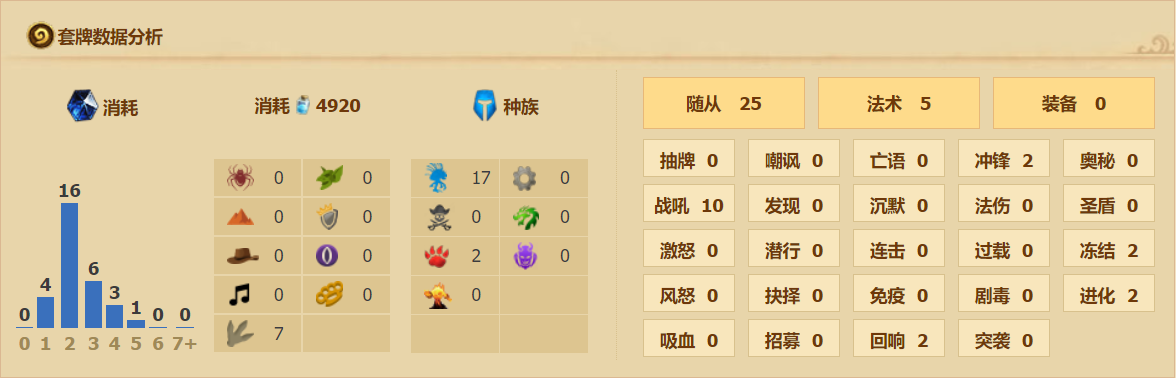 套牌数据分析
消耗
消耗 4920
种族
0 4 16 6 3 1 0 0
0 1 2 3 4 5 6 7+
0 0
0 0
0 0
0 0
7
17 0
0 0
2 0
0
随从 25 法术 5 装备 0
抽牌 0 嘲讽 0 亡语 0 冲锋 2 奥秘 0
战吼 10 发现 0 沉默 0 法伤 0 圣盾 0
激怒 0 潜行 0 连击 0 过载 0 冻结 2
风怒 0 抉择 0 免疫 0 剧毒 0 进化 2
吸血 0 招募 0 回响 2 突袭 0